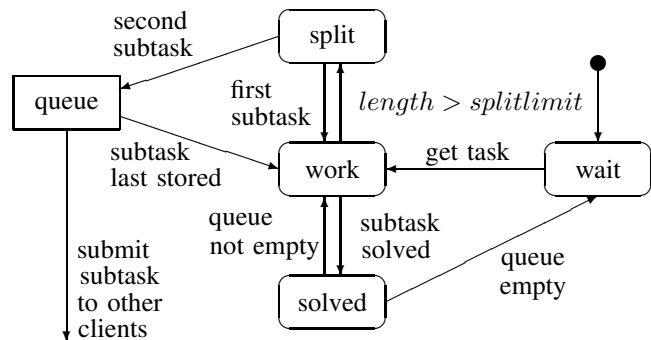 second
subtask
split
queue
first
subtask
length > splitlimit
subtask
last stored
work
get task
wait
queue
not empty
subtask
solved
submit
subtask
to other
clients
queue
empty
solved